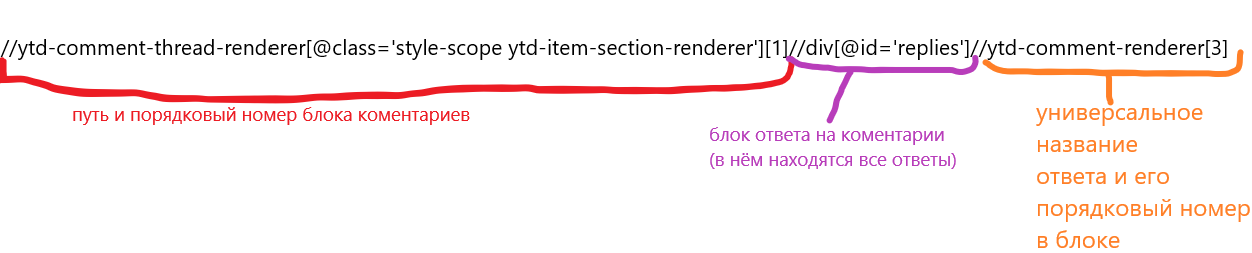 //ytd-comment-thread-renderer[@class='style-scope ytd-item-section-renderer'][1]//div[@id='replies']//ytd-comment-renderer[3]
путь и порядковый номер блока коментариев
блок ответа на коментарии
(в нём находятся все ответы)
универсальное
название
ответа и его
порядковый номер
в блоке